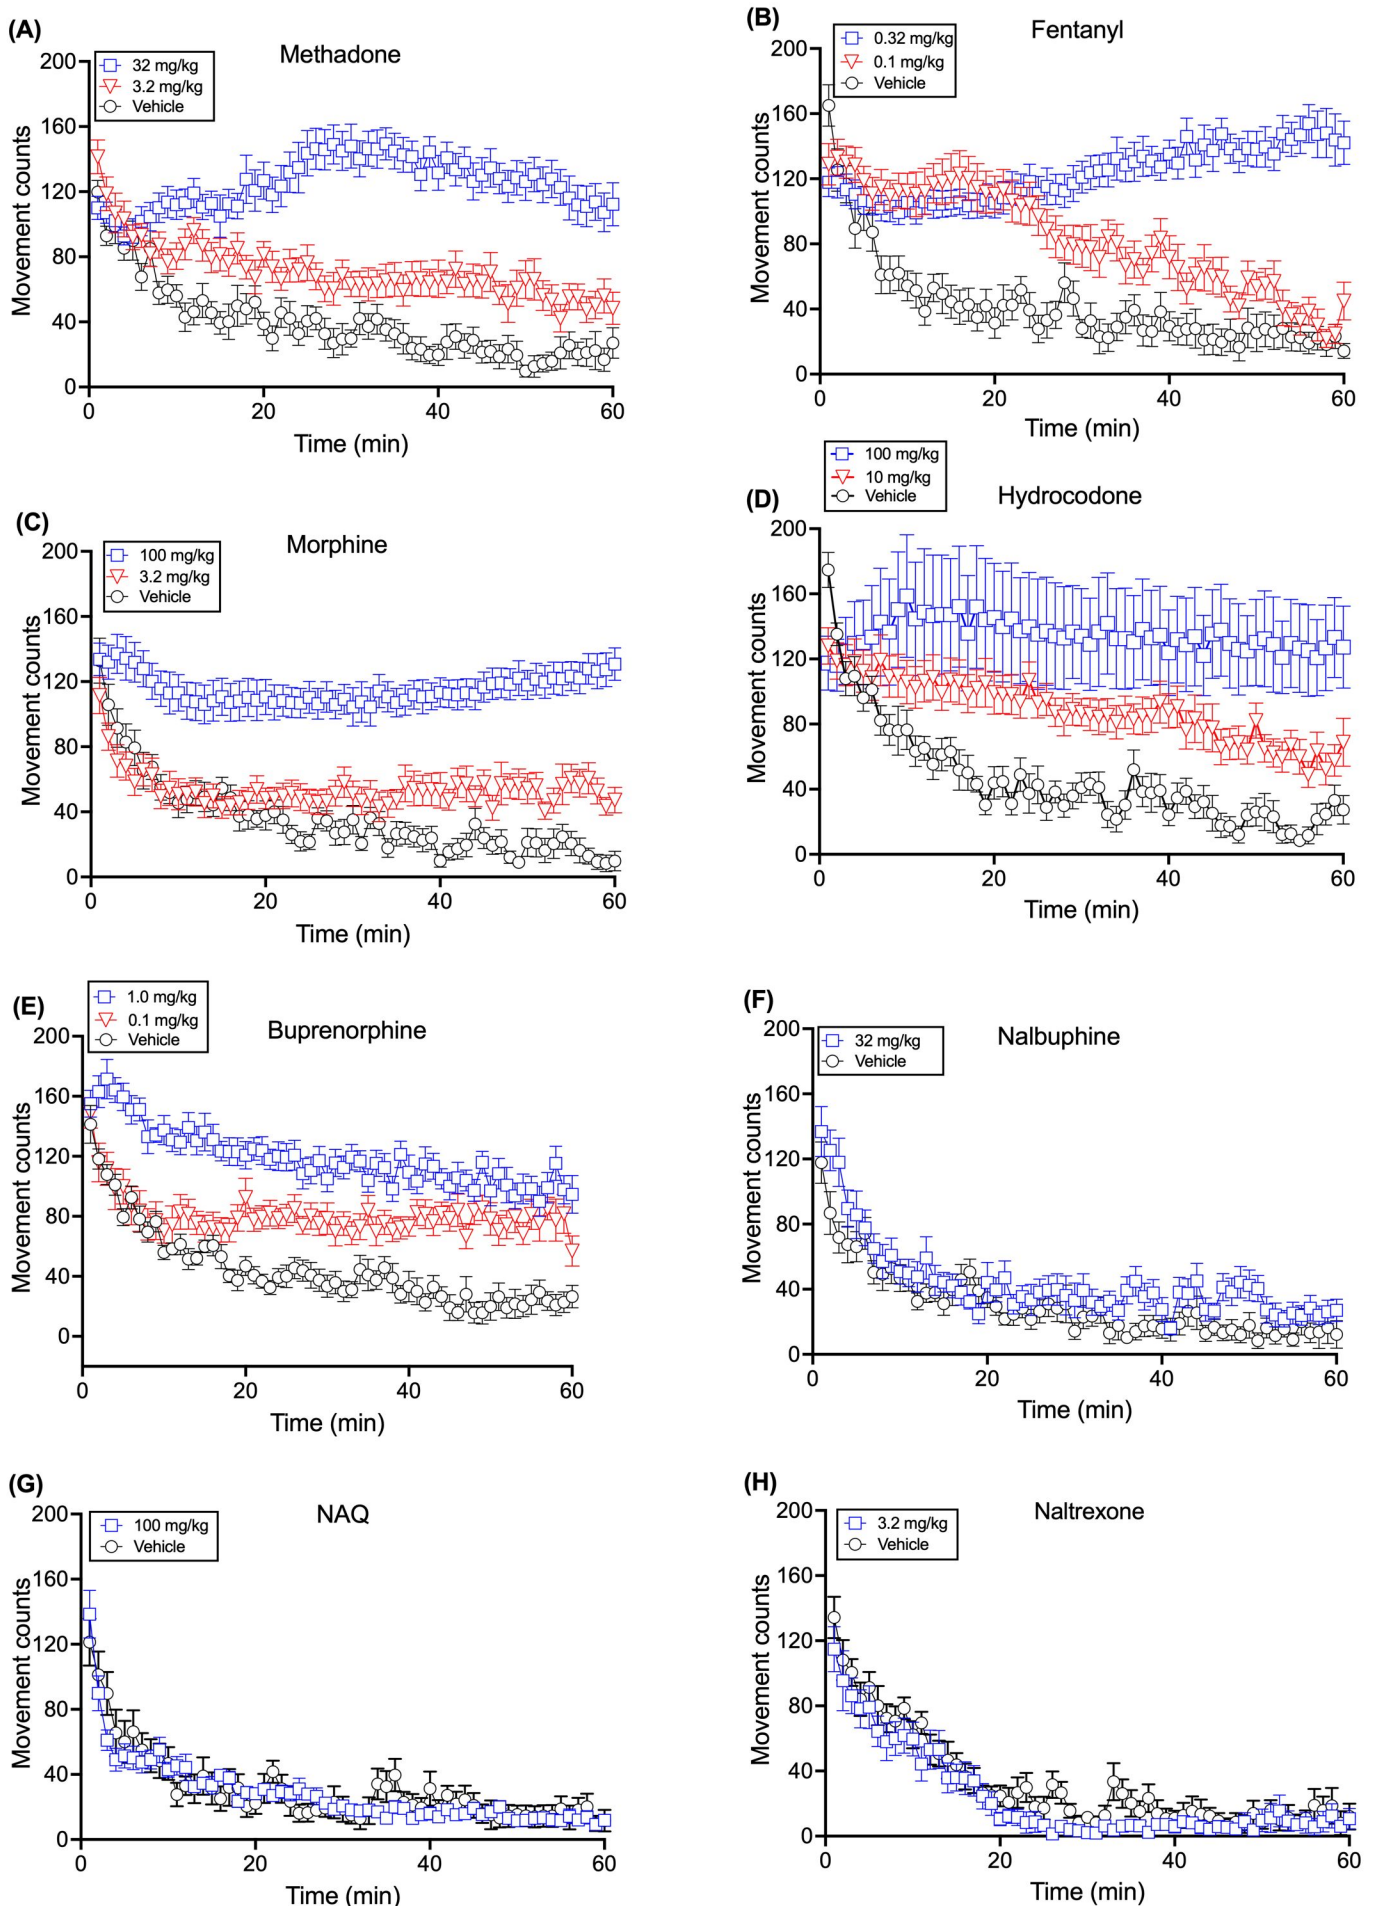 (A)
Methadone
32 mg/kg
3.2 mg/kg
Vehicle
Movement counts
200
160
120
80
40
0
0 20 40 60
Time (min)
(B)
Fentanyl
0.32 mg/kg
0.1 mg/kg
Vehicle
Movement counts
200
160
120
80
40
0
0 20 40 60
Time (min)
(C)
Morphine
100 mg/kg
3.2 mg/kg
Vehicle
Movement counts
200
160
120
80
40
0
0 20 40 60
Time (min)
(D)
Hydrocodone
100 mg/kg
10 mg/kg
Vehicle
Movement counts
200
160
120
80
40
0
0 20 40 60
Time (min)
(E)
Buprenorphine
1.0 mg/kg
0.1 mg/kg
Vehicle
Movement counts
200
160
120
80
40
0
0 20 40 60
Time (min)
(F)
Nalbuphine
32 mg/kg
Vehicle
Movement counts
200
160
120
80
40
0
0 20 40 60
Time (min)
(G)
NAQ
100 mg/kg
Vehicle
Movement counts
200
160
120
80
40
0
0 20 40 60
Time (min)
(H)
Naltrexone
3.2 mg/kg
Vehicle
Movement counts
200
160
120
80
40
0
0 20 40 60
Time (min)